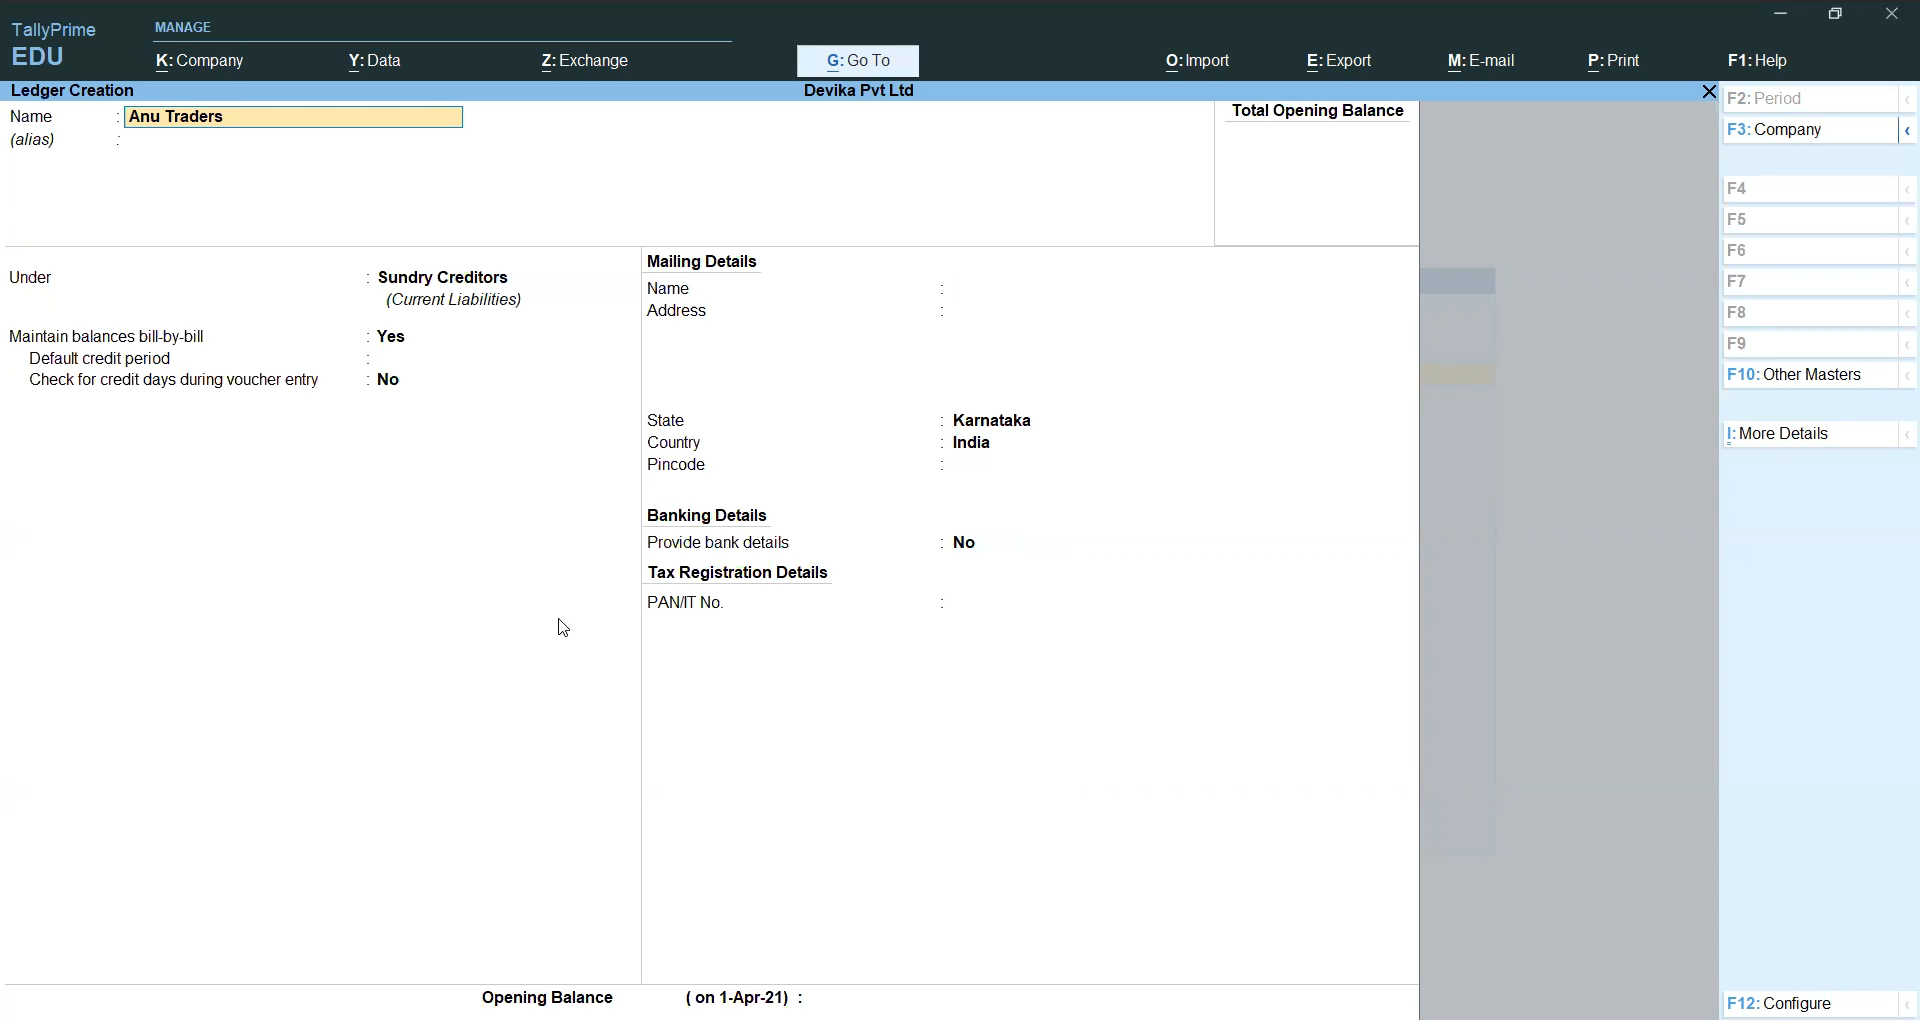 TallyPrime
EDU
MANAGE
K: Company
Y: Data
Z: Exchange
G: Go To
O: Import
E: Export
M: E-mail
P: Print
F1: Help
Ledger Creation
Devika Pvt Ltd
Name : Anu Traders
(alias) :
Total Opening Balance
Under : Sundry Creditors
(Current Liabilities)
Maintain balances bill-by-bill : Yes
Default credit period :
Check for credit days during voucher entry : No
Mailing Details
Name :
Address :
State : Karnataka
Country : India
Pincode :
Banking Details
Provide bank details : No
Tax Registration Details
PAN/IT No. :
Opening Balance ( on 1-Apr-21) :
F2: Period
F3: Company
F4
F5
F6
F7
F8
F9
F10: Other Masters
I: More Details
F12: Configure